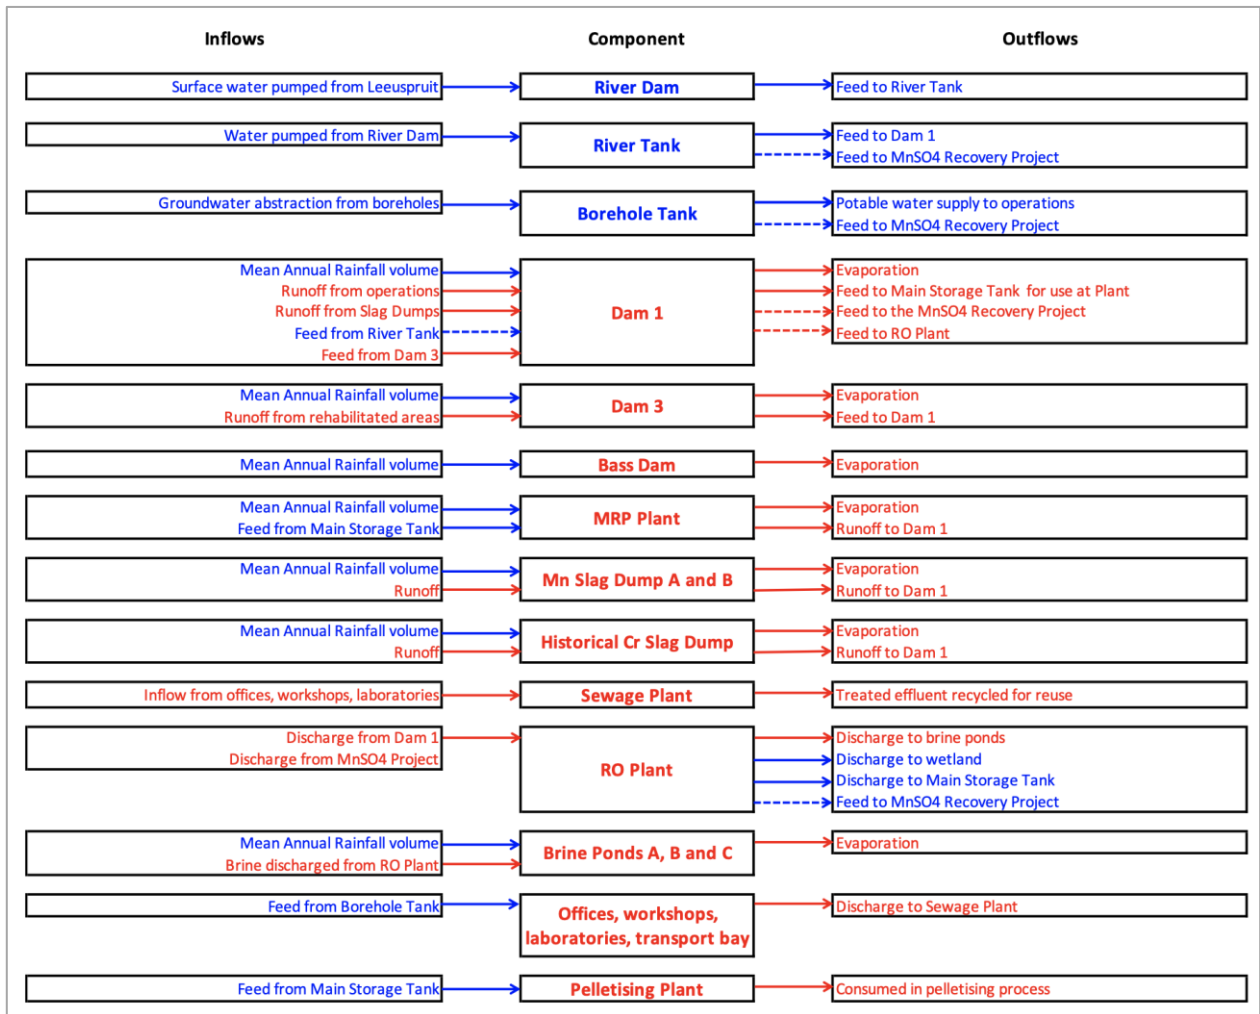 Inflows Component Outflows
Surface water pumped from Leeuspruit River Dam Feed to River Tank
Water pumped from River Dam River Tank Feed to Dam 1
Feed to MnSO4 Recovery Project
Groundwater abstraction from boreholes Borehole Tank Potable water supply to operations
Feed to MnSO4 Recovery Project
Mean Annual Rainfall volume Evaporation
Runoff from operations Feed to Main Storage Tank for use at Plant
Runoff from Slag Dumps Dam 1 Feed to the MnSO4 Recovery Project
Feed from River Tank Feed to RO Plant
Feed from Dam 3
Mean Annual Rainfall volume Dam 3 Evaporation
Runoff from rehabilitated areas Feed to Dam 1
Mean Annual Rainfall volume Bass Dam Evaporation
Mean Annual Rainfall volume MRP Plant Evaporation
Feed from Main Storage Tank Runoff to Dam 1
Mean Annual Rainfall volume Mn Slag Dump A and B Evaporation
Runoff Runoff to Dam 1
Mean Annual Rainfall volume Historical Cr Slag Dump Evaporation
Runoff Runoff to Dam 1
Inflow from offices, workshops, laboratories Sewage Plant Treated effluent recycled for reuse
Discharge from Dam 1 Discharge to brine ponds
Discharge from MnSO4 Project RO Plant Discharge to wetland
Discharge to Main Storage Tank
Feed to MnSO4 Recovery Project
Mean Annual Rainfall volume Brine Ponds A, B and C Evaporation
Brine discharged from RO Plant
Feed from Borehole Tank Offices, workshops, Discharge to Sewage Plant
laboratories, transport bay
Feed from Main Storage Tank Pelletising Plant Consumed in pelletising process